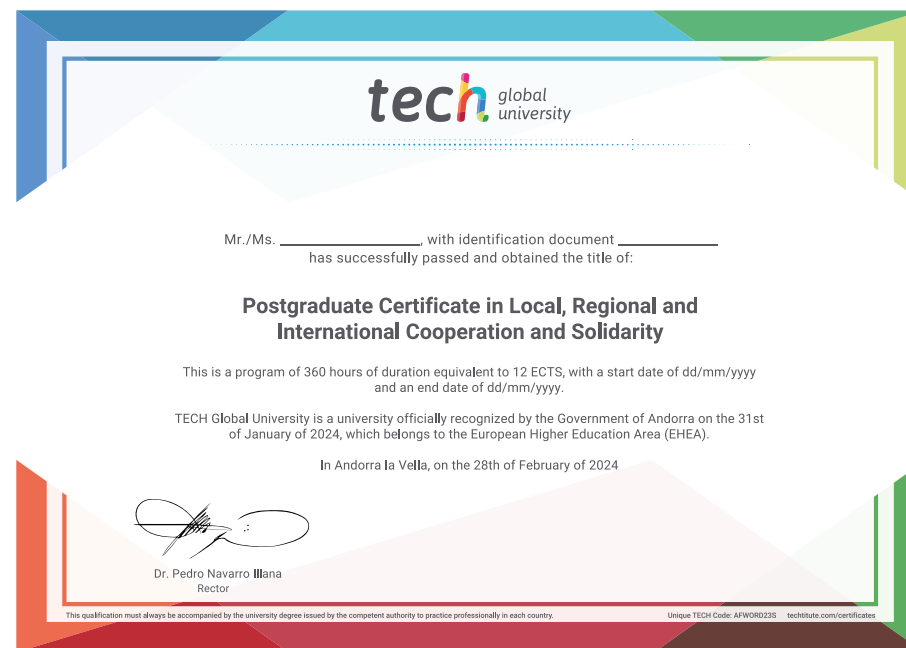 tech global
university
Mr./Ms. ________________, with identification document ____________
has successfully passed and obtained the title of:
Postgraduate Certificate in Local, Regional and
International Cooperation and Solidarity
This is a program of 360 hours of duration equivalent to 12 ECTS, with a start date of dd/mm/yyyy
and an end date of dd/mm/yyyy.
TECH Global University is a university officially recognized by the Government of Andorra on the 31st
of January of 2024, which belongs to the European Higher Education Area (EHEA).
In Andorra la Vella, on the 28th of February of 2024
Dr. Pedro Navarro Illana
Rector
This qualification must always be accompanied by the university degree issued by the competent authority to practice professionally in each country.
Unique TECH Code: AFWORD23S techtitute.com/certificates